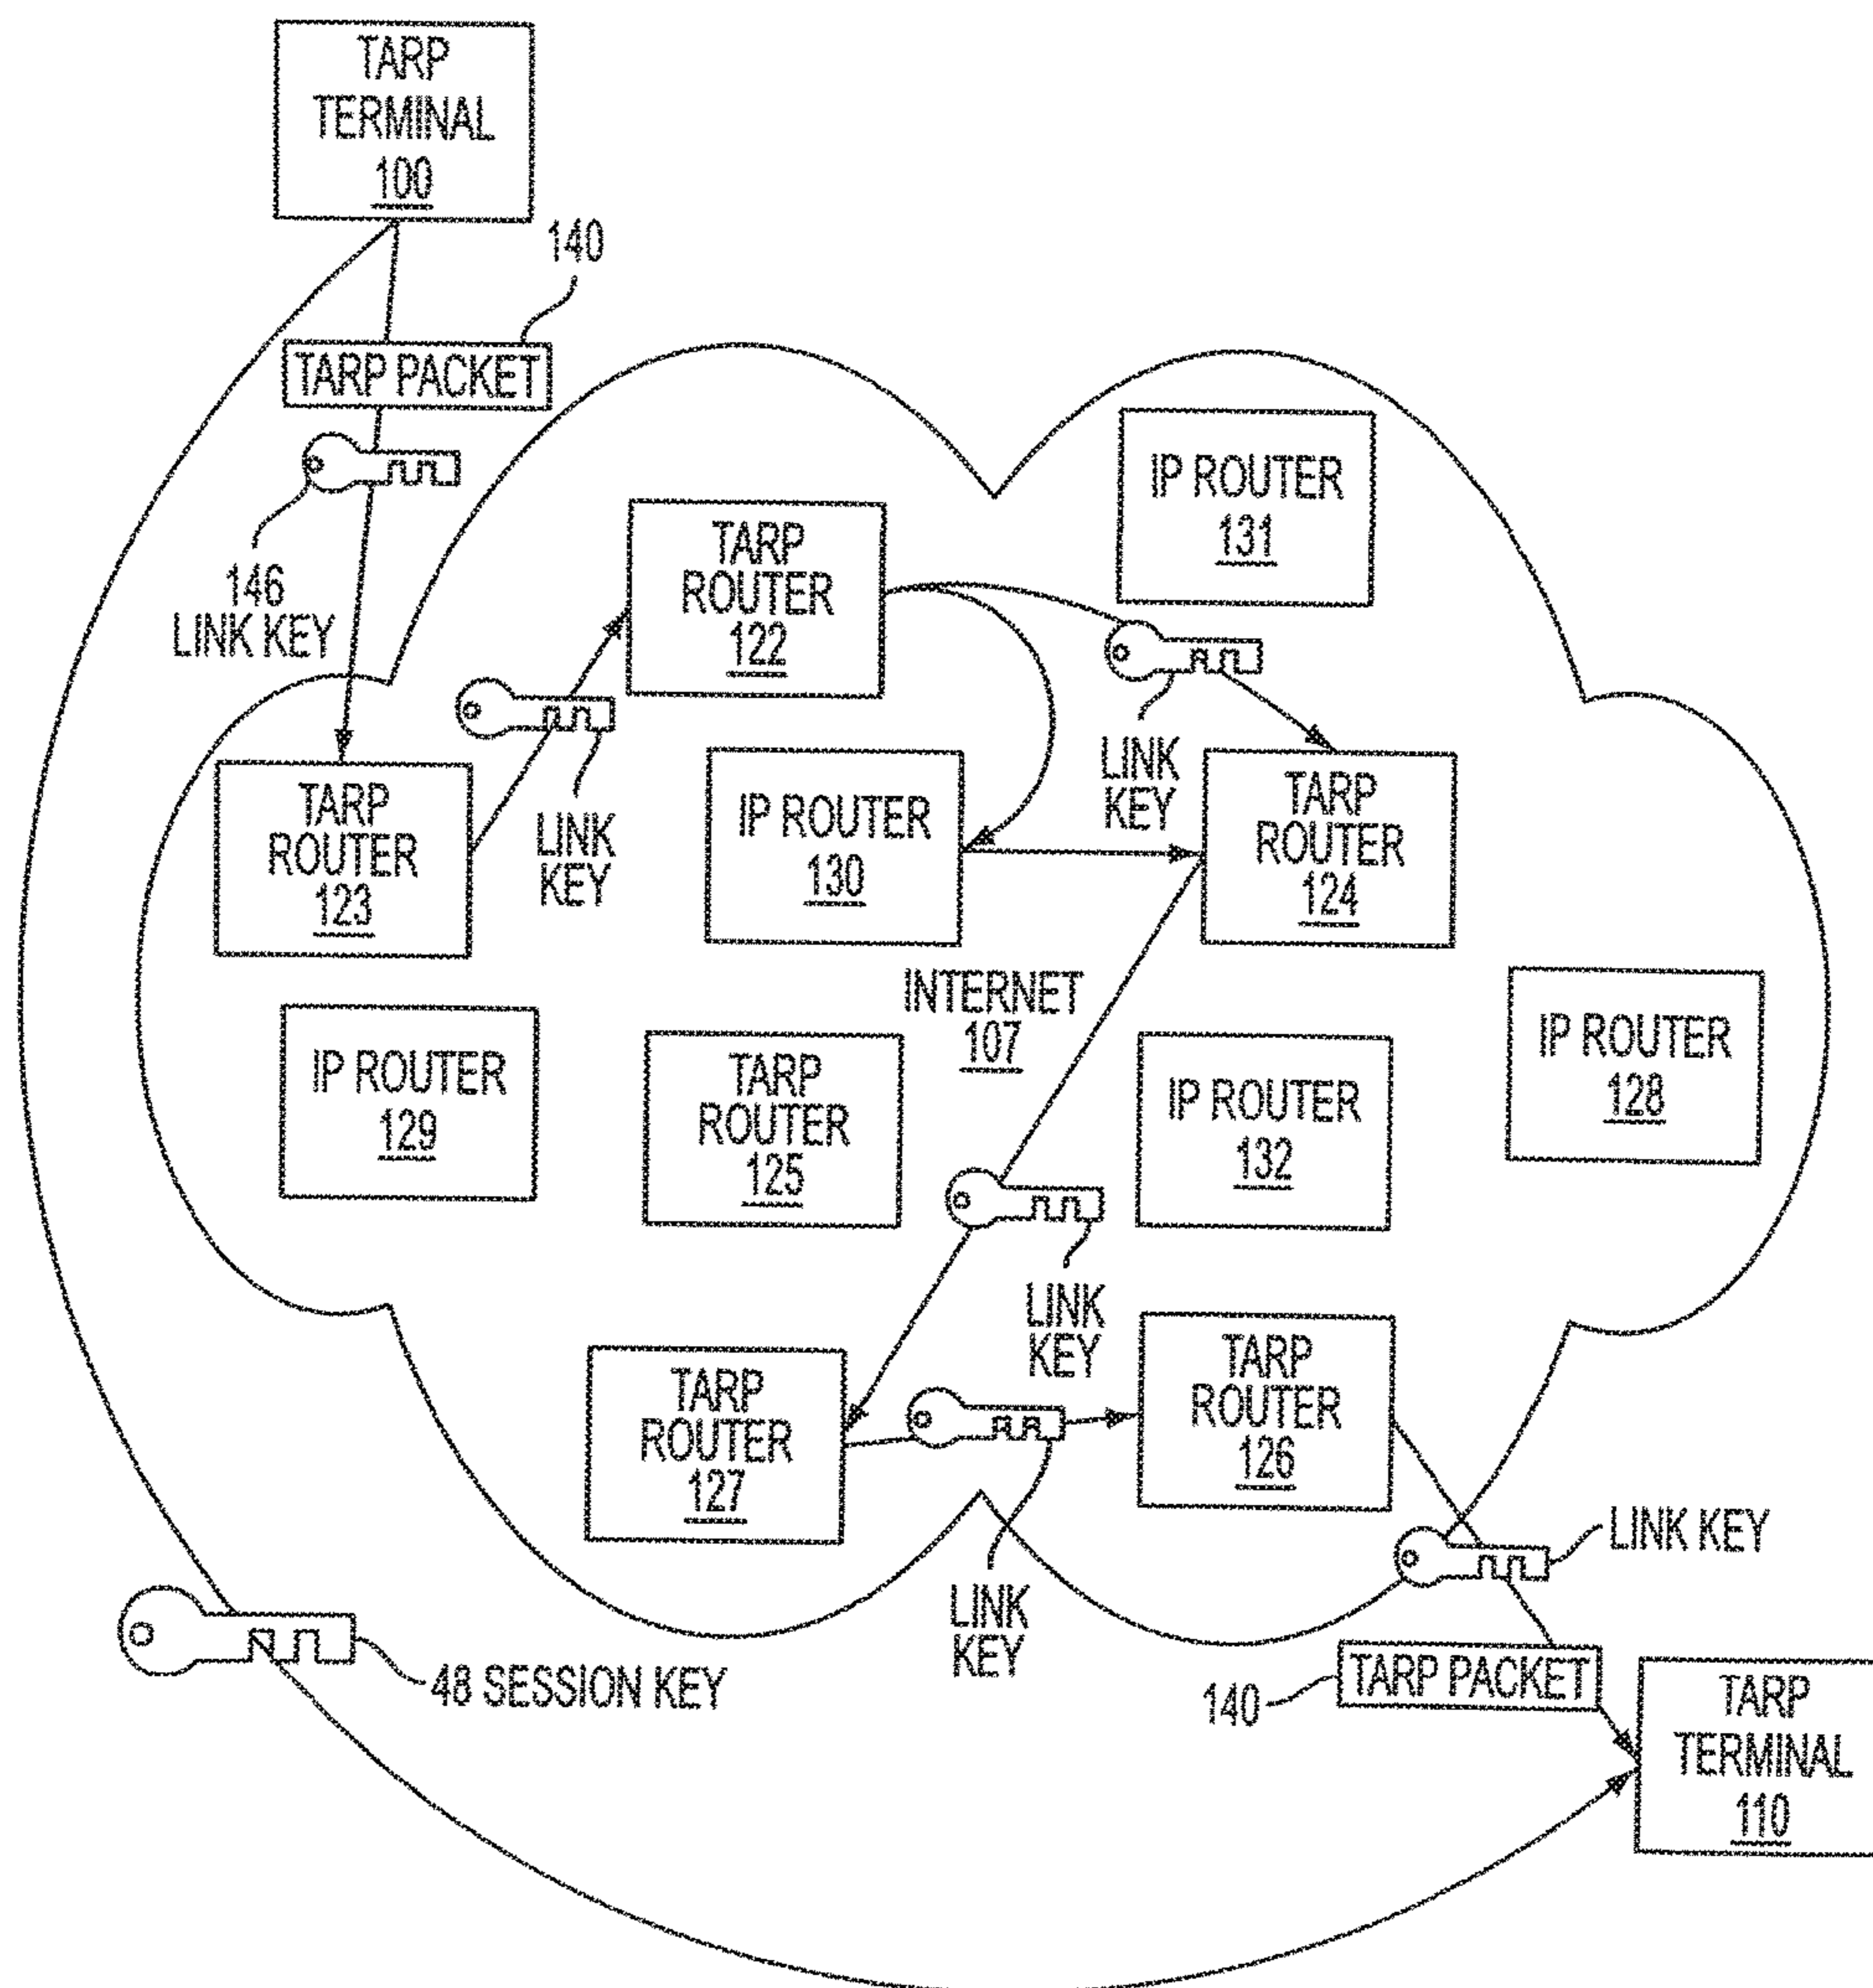 TARP
TERMINAL
100
140
TARP PACKET
146
LINK KEY
IP ROUTER
131
TARP
ROUTER
122
LINK
KEY
LINK
KEY
TARP
ROUTER
123
IP ROUTER
130
TARP
ROUTER
124
INTERNET
107
IP ROUTER
129
TARP
ROUTER
125
IP ROUTER
132
IP ROUTER
128
LINK
KEY
TARP
ROUTER
127
TARP
ROUTER
126
LINK KEY
LINK
KEY
48 SESSION KEY
140
TARP PACKET
TARP
TERMINAL
110